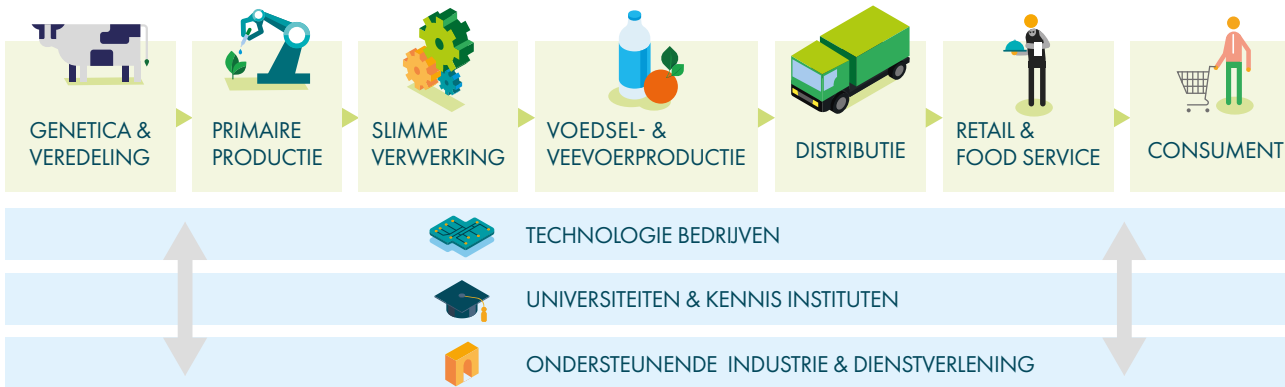 GENETICA &
VEREDELING
PRIMAIRE
PRODUCTIE
SLIMME
VERWERKING
VOEDSEL- &
VEEVOERPRODUCTIE
DISTRIBUTIE
RETAIL &
FOOD SERVICE
CONSUMENT
TECHNOLOGIE BEDRIJVEN
UNIVERSITEITEN & KENNIS INSTITUTEN
ONDERSTEUNENDE INDUSTRIE & DIENSTVERLENING